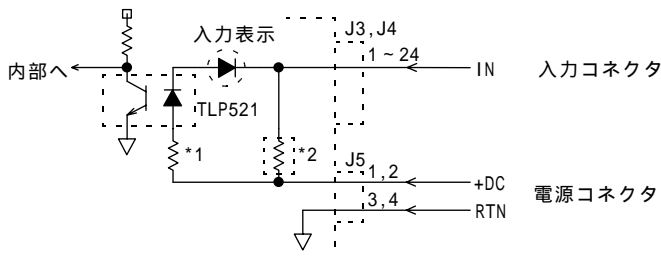 入力表示
J3,J4
1～24
内部へ
IN
入力コネクタ
TLP521
*1
*2
J5
1,2
+DC
電源コネクタ
3,4
RTN